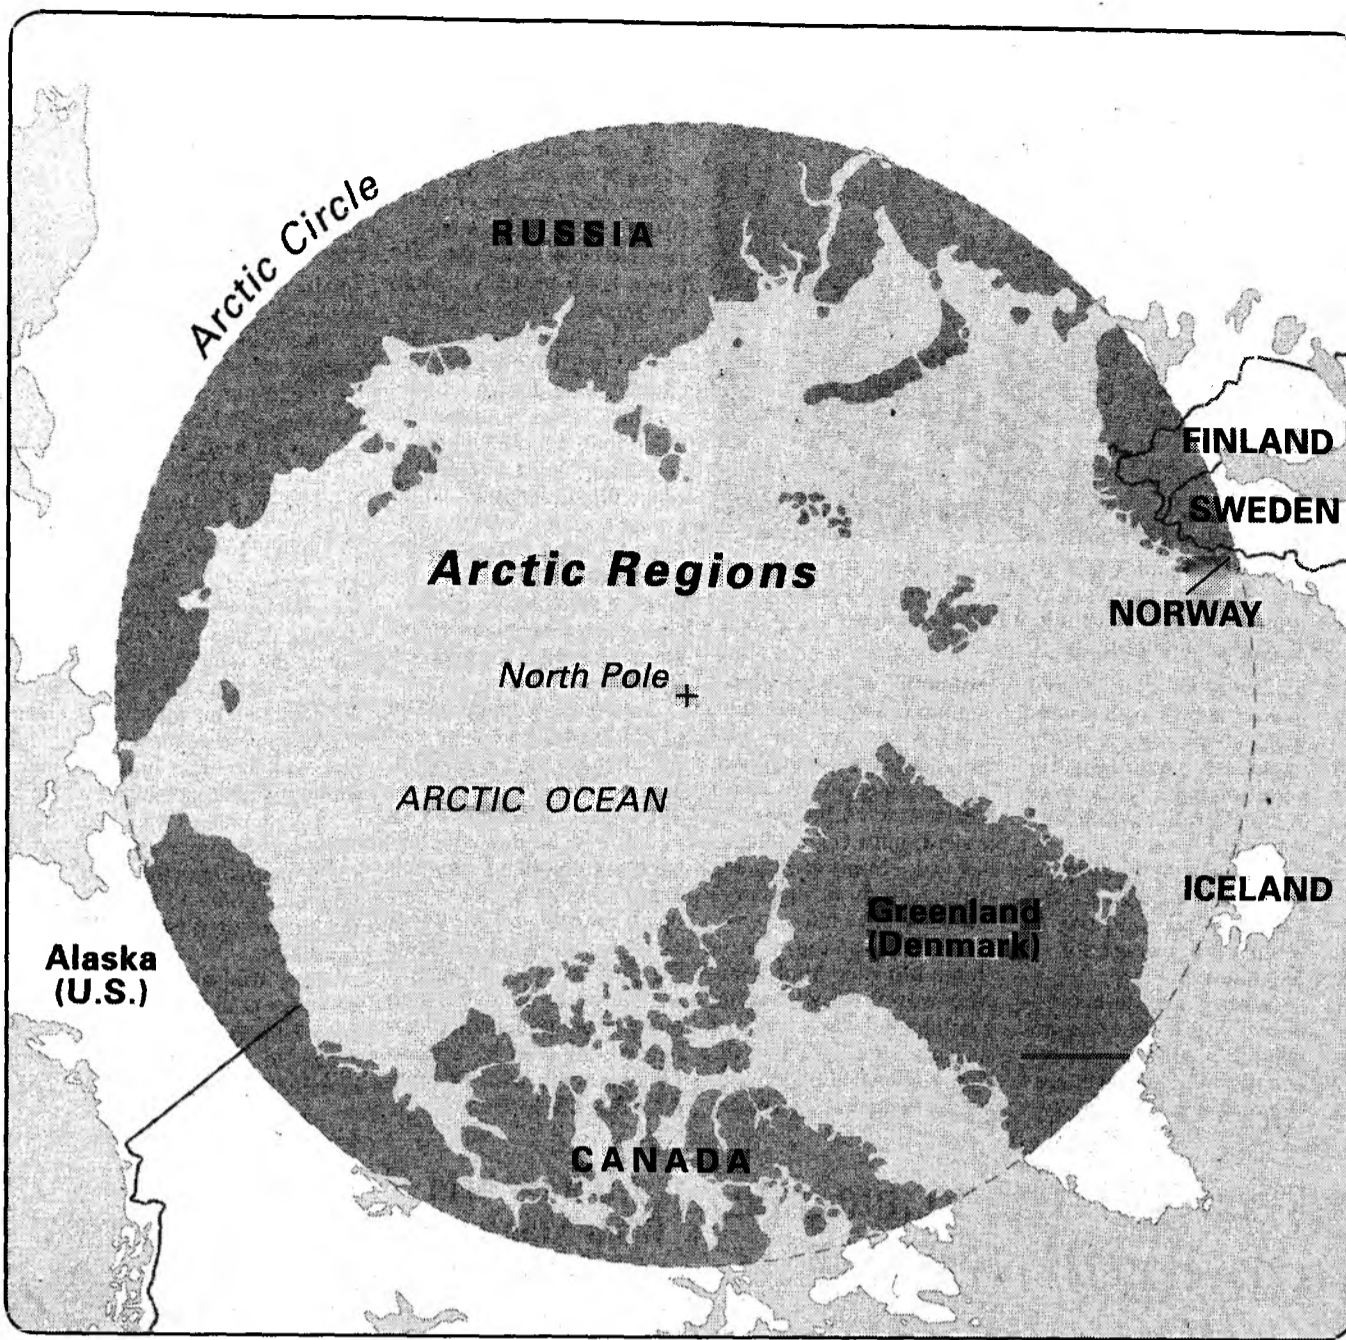 Arctic Circle
RUSSIA
FINLAND
SWEDEN
Arctic Regions
NORWAY
North Pole
ARCTIC OCEAN
ICELAND
Greenland
(Denmark)
Alaska
(U.S.)
CANADA